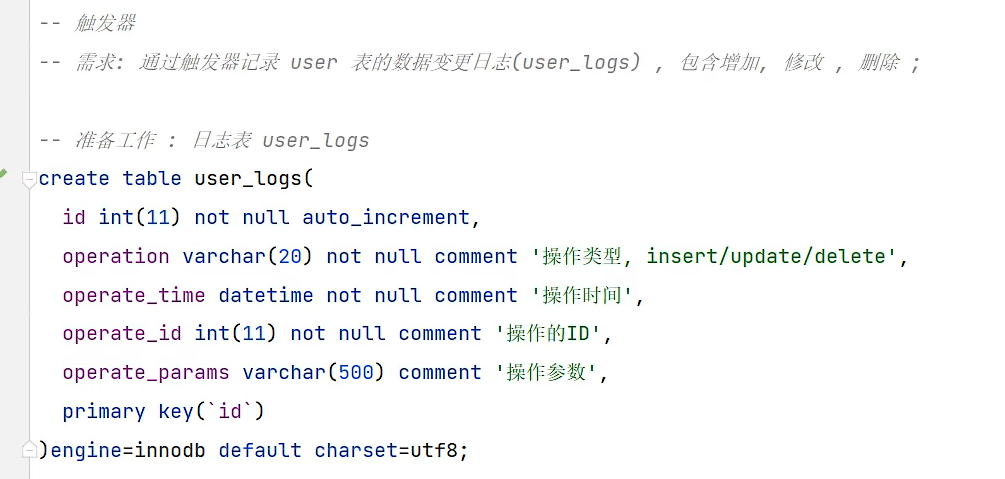 -- 触发器
-- 需求: 通过触发器记录 user 表的数据变更日志(user_logs) , 包含增加, 修改 , 删除 ;
-- 准备工作 : 日志表 user_logs
create table user_logs(
  id int(11) not null auto_increment,
  operation varchar(20) not null comment '操作类型, insert/update/delete',
  operate_time datetime not null comment '操作时间',
  operate_id int(11) not null comment '操作的ID',
  operate_params varchar(500) comment '操作参数',
  primary key(`id`)
)engine=innodb default charset=utf8;